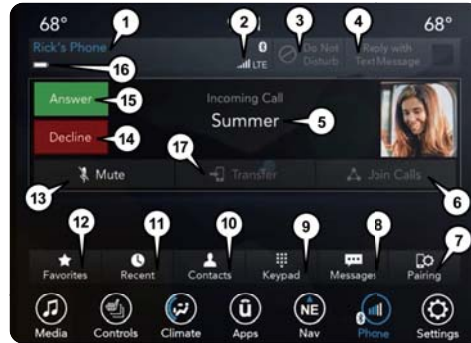 68° 68°
1 2 3 4
Rick's Phone LTE Do Not Disturb Reply with Text Message
16
Answer 15 Incoming Call
Summer 5
Decline 14
17
Mute Transfer Join Calls
13 6
12 11 10 9 8 7
Favorites Recent Contacts Keypad Messages Pairing
Media Controls Climate Apps Nav Phone Settings
ū NE